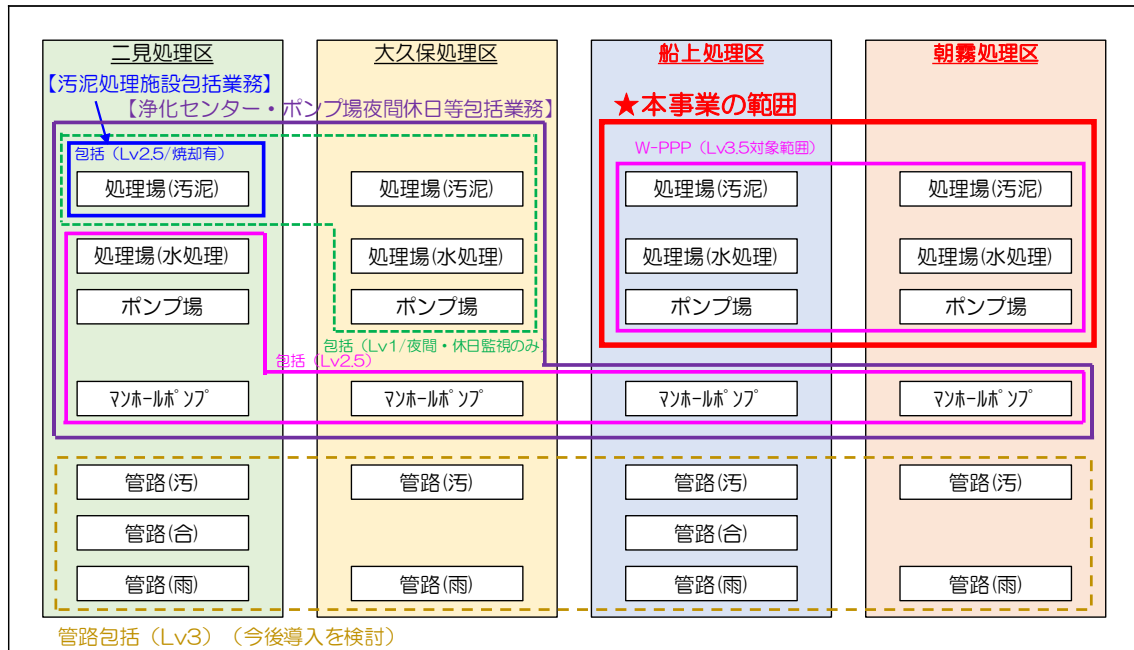 二見処理区
大久保処理区
船上処理区
朝霧処理区
【汚泥処理施設包括業務】
【浄化センター・ポンプ場夜間休日等包括業務】
★本事業の範囲
包括（Lv2.5/焼却有）
W-PPP（Lv3.5対象範囲）
処理場(汚泥)
処理場(汚泥)
処理場(汚泥)
処理場(汚泥)
処理場(水処理)
処理場(水処理)
処理場(水処理)
処理場(水処理)
ポンプ場
ポンプ場
ポンプ場
ポンプ場
包括（Lv1/夜間・休日監視のみ）
包括（Lv2.5）
ﾏﾝﾎｰﾙﾎﾟﾝﾌﾟ
ﾏﾝﾎｰﾙﾎﾟﾝﾌﾟ
ﾏﾝﾎｰﾙﾎﾟﾝﾌﾟ
ﾏﾝﾎｰﾙﾎﾟﾝﾌﾟ
管路(汚)
管路(汚)
管路(汚)
管路(汚)
管路(合)
管路(合)
管路(雨)
管路(雨)
管路(雨)
管路(雨)
管路包括（Lv3）（今後導入を検討）